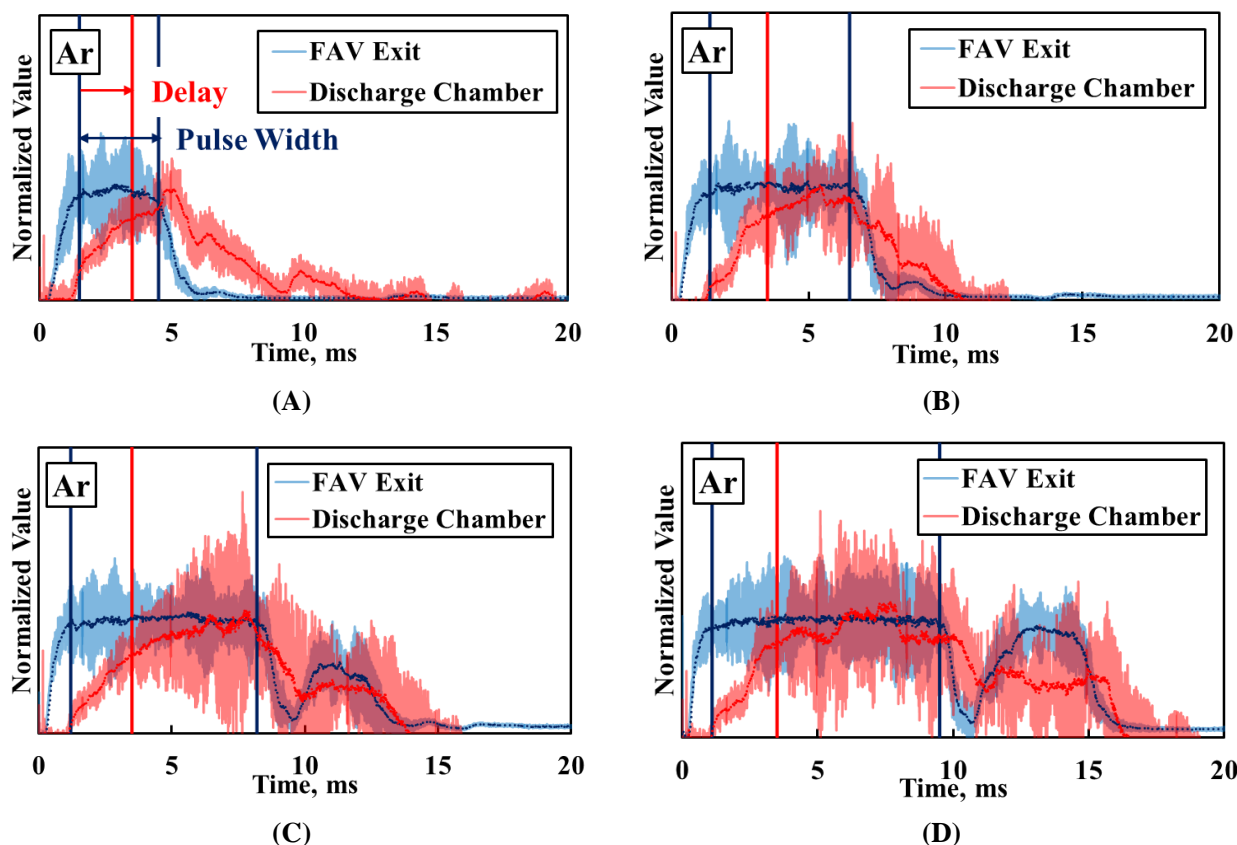 Normalized Value
Ar
FAV Exit
Discharge Chamber
Delay
Pulse Width
0 5 10 15 20
Time, ms
(A)
Normalized Value
Ar
FAV Exit
Discharge Chamber
0 5 10 15 20
Time, ms
(B)
Normalized Value
Ar
FAV Exit
Discharge Chamber
0 5 10 15 20
Time, ms
(C)
Normalized Value
Ar
FAV Exit
Discharge Chamber
0 5 10 15 20
Time, ms
(D)